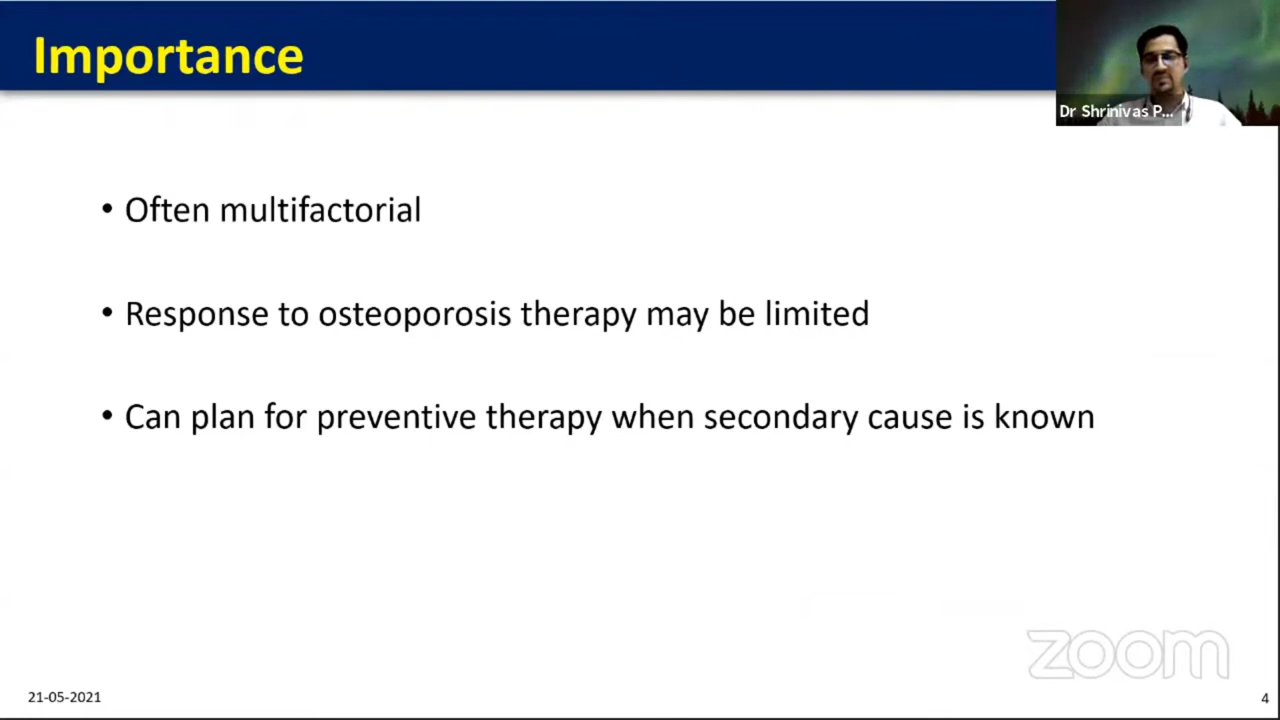 Importance
Dr Shrinivas P...
• Often multifactorial
• Response to osteoporosis therapy may be limited
• Can plan for preventive therapy when secondary cause is known
zoom
21-05-2021
4